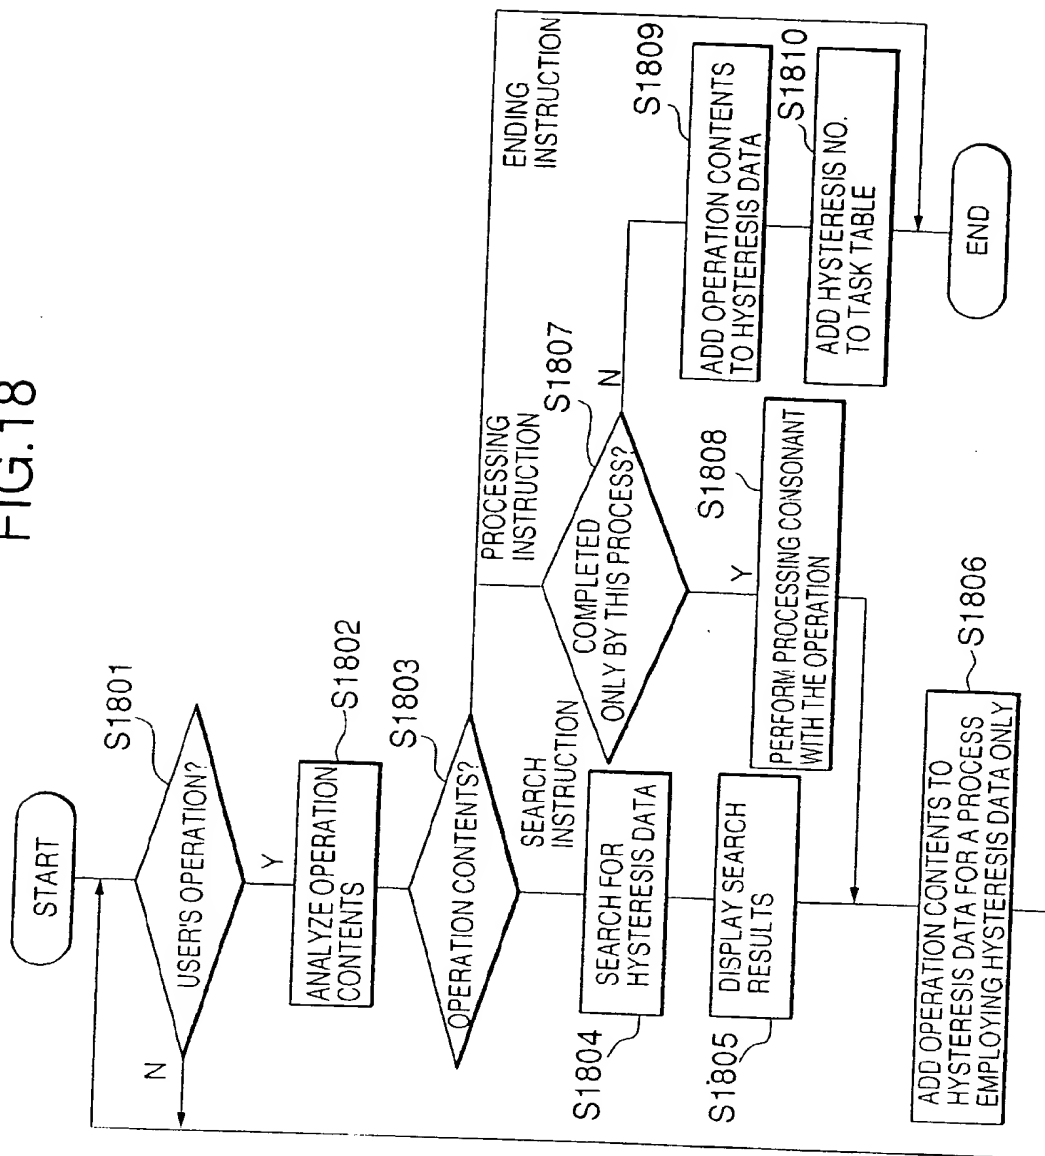 FIG.18
START
S1801
USER'S OPERATION?
N
Y
S1802
ANALYZE OPERATION
CONTENTS
S1803
OPERATION CONTENTS?
SEARCH
INSTRUCTION
PROCESSING
INSTRUCTION
ENDING
INSTRUCTION
S1804
SEARCH FOR
HYSTERESIS DATA
S1805
DISPLAY SEARCH
RESULTS
S1806
ADD OPERATION CONTENTS TO
HYSTERESIS DATA FOR A PROCESS
EMPLOYING HYSTERESIS DATA ONLY
S1807
COMPLETED
ONLY BY THIS PROCESS?
N
Y
S1808
PERFORM PROCESSING CONSONANT
WITH THE OPERATION
S1809
ADD OPERATION CONTENTS
TO HYSTERESIS DATA
S1810
ADD HYSTERESIS NO.
TO TASK TABLE
END